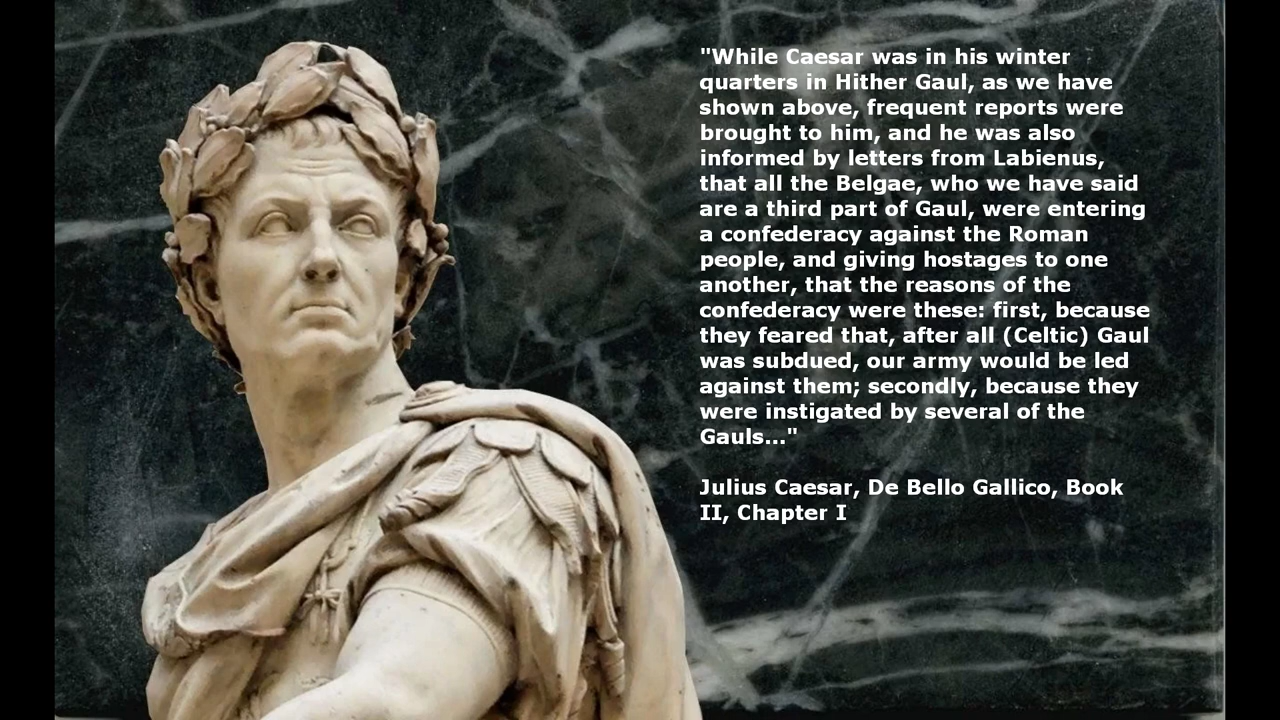 "While Caesar was in his winter
quarters in Hither Gaul, as we have
shown above, frequent reports were
brought to him, and he was also
informed by letters from Labienus,
that all the Belgae, who we have said
are a third part of Gaul, were entering
a confederacy against the Roman
people, and giving hostages to one
another, that the reasons of the
confederacy were these: first, because
they feared that, after all (Celtic) Gaul
was subdued, our army would be led
against them; secondly, because they
were instigated by several of the
Gauls..."
Julius Caesar, De Bello Gallico, Book
II, Chapter I